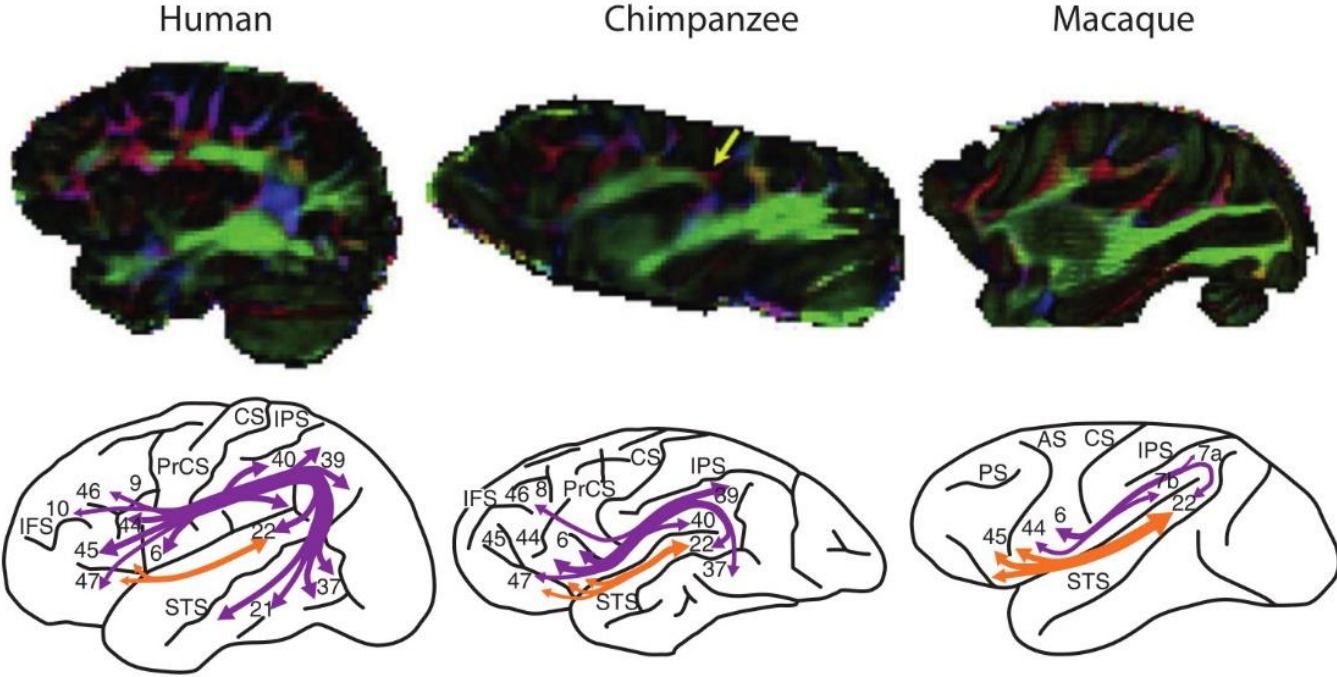 Human
Chimpanzee
Macaque
CS
IPS
PrCS
40
39
9
46
10
IFS
44
45
6
47
22
37
STS
21
CS
IPS
PrCS
IFS
46
8
39
45
44
6
40
22
47
37
STS
AS
CS
IPS
PS
7a
7b
22
6
45
44
STS